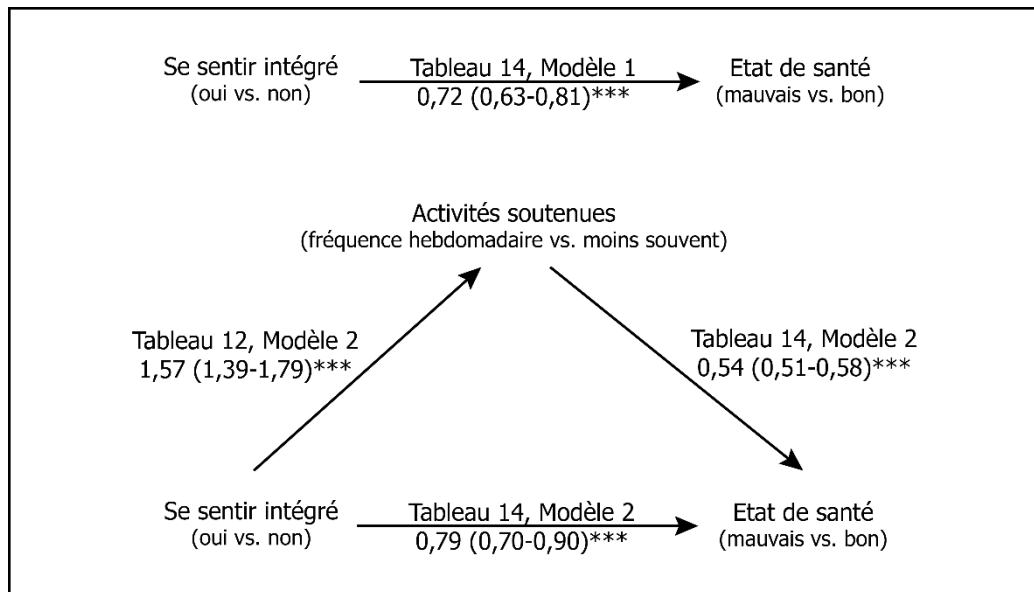 Se sentir intégré
(oui vs. non)
Tableau 14, Modèle 1
0,72 (0,63-0,81)***
Etat de santé
(mauvais vs. bon)
Activités soutenues
(fréquence hebdomadaire vs. moins souvent)
Tableau 12, Modèle 2
1,57 (1,39-1,79)***
Tableau 14, Modèle 2
0,54 (0,51-0,58)***
Se sentir intégré
(oui vs. non)
Tableau 14, Modèle 2
0,79 (0,70-0,90)***
Etat de santé
(mauvais vs. bon)